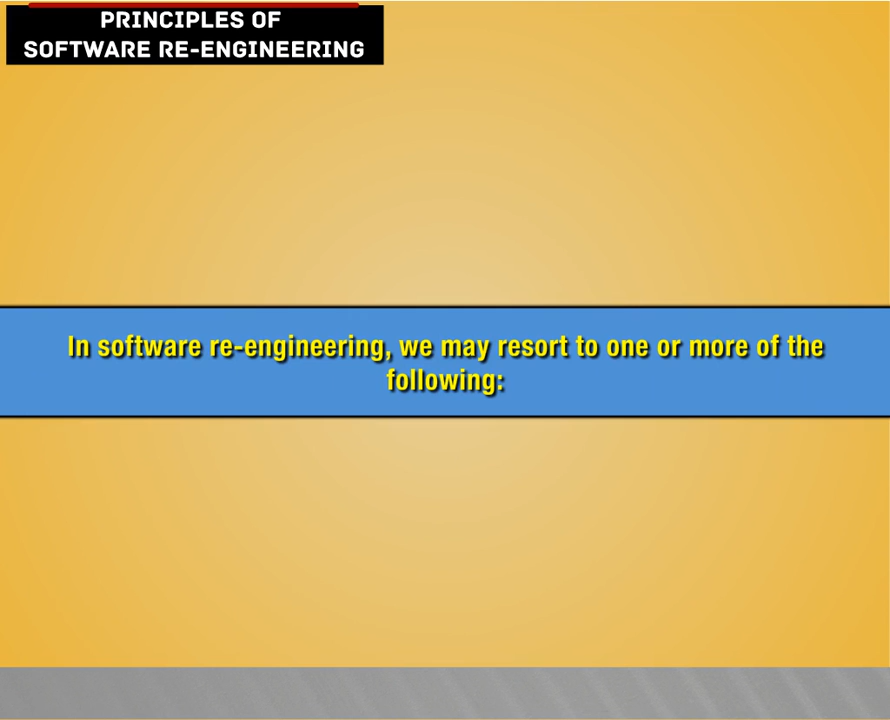 PRINCIPLES OF
SOFTWARE RE-ENGINEERING
In software re-engineering, we may resort to one or more of the
following: